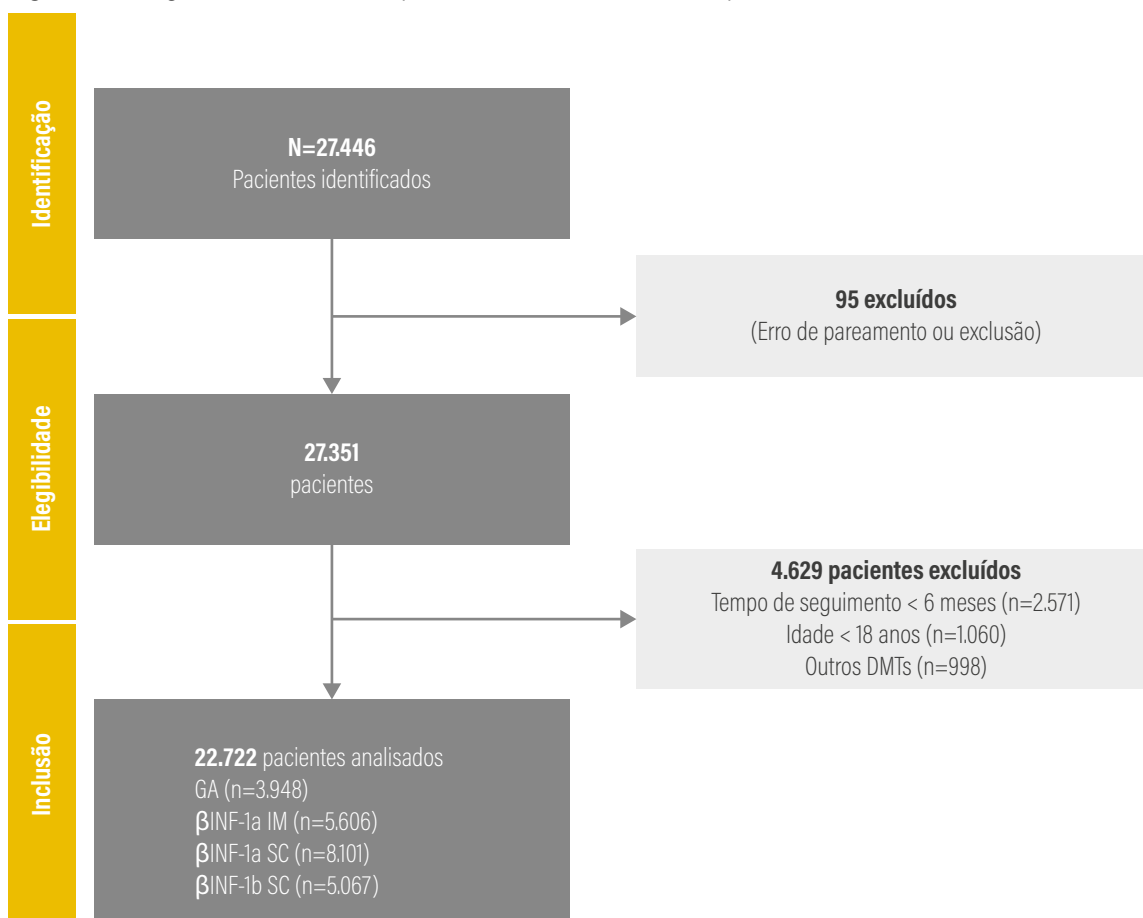 Identificação
N=27.446
Pacientes identificados
95 excluídos
(Erro de pareamento ou exclusão)
Elegibilidade
27.351
pacientes
4.629 pacientes excluídos
Tempo de seguimento < 6 meses (n=2.571)
Idade < 18 anos (n=1.060)
Outros DMTs (n=998)
Inclusão
22.722 pacientes analisados
GA (n=3.948)
βINF-1a IM (n=5.606)
βINF-1a SC (n=8.101)
βINF-1b SC (n=5.067)